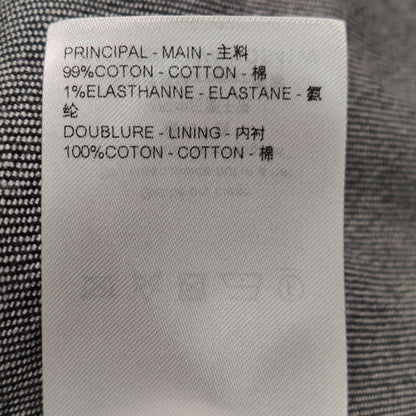 PRINCIPAL - MAIN - 主料
99%COTON - COTTON - 棉
1%ELASTHANNE - ELASTANE - 氨
纶
DOUBLURE - LINING - 内衬
100%COTON - COTTON - 棉